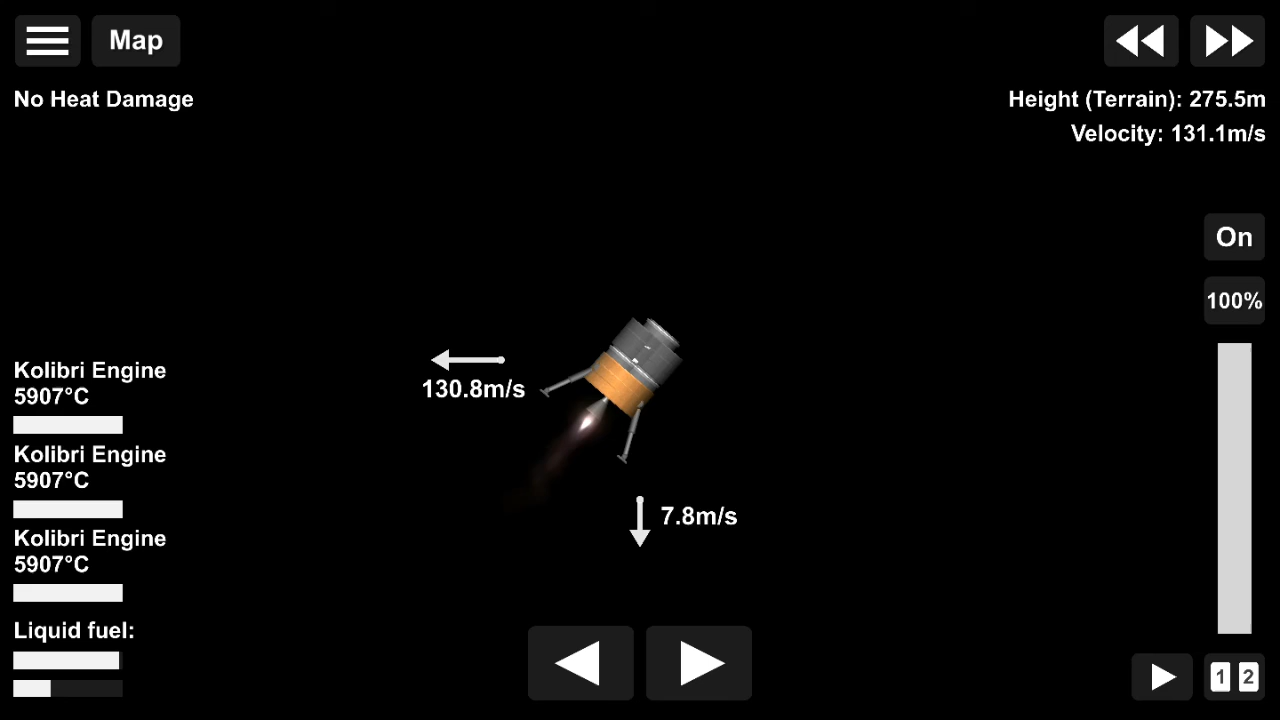 Map
No Heat Damage
Height (Terrain): 275.5m
Velocity: 131.1m/s
On
100%
130.8m/s
7.8m/s
Kolibri Engine
5907°C
Kolibri Engine
5907°C
Kolibri Engine
5907°C
Liquid fuel:
1 2